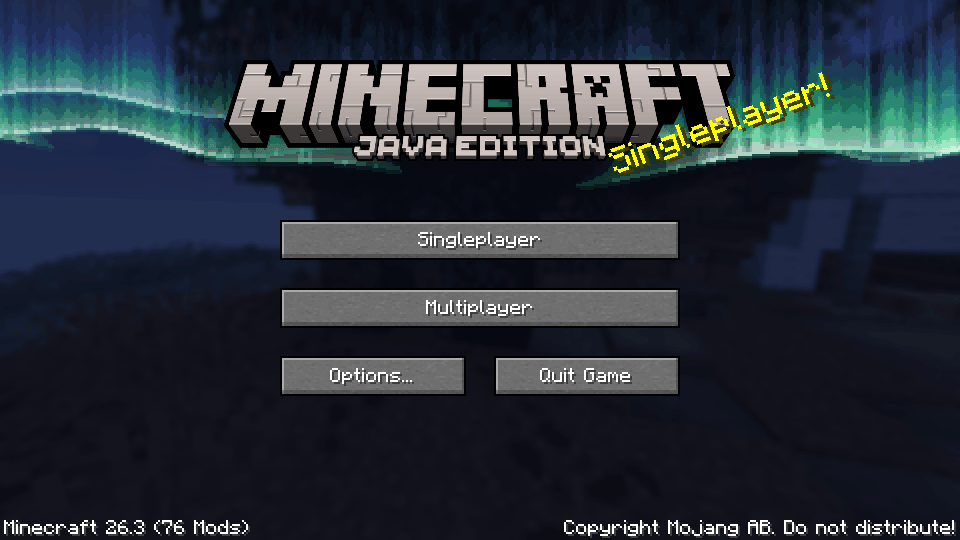 MINECRAFT
JAVA EDITION
Singleplayer!
Singleplayer
Multiplayer
Options...
Quit Game
Minecraft 26.3 (76 Mods)
Copyright Mojang AB. Do not distribute!